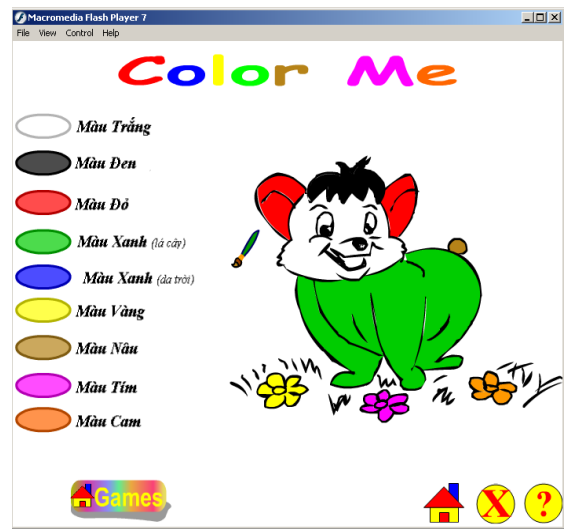 Macromedia Flash Player 7
File View Control Help
Color Me
Màu Trắng
Màu Đen
Màu Đỏ
Màu Xanh (lá cây)
Màu Xanh (da trời)
Màu Vàng
Màu Nâu
Màu Tím
Màu Cam
Games
X
?